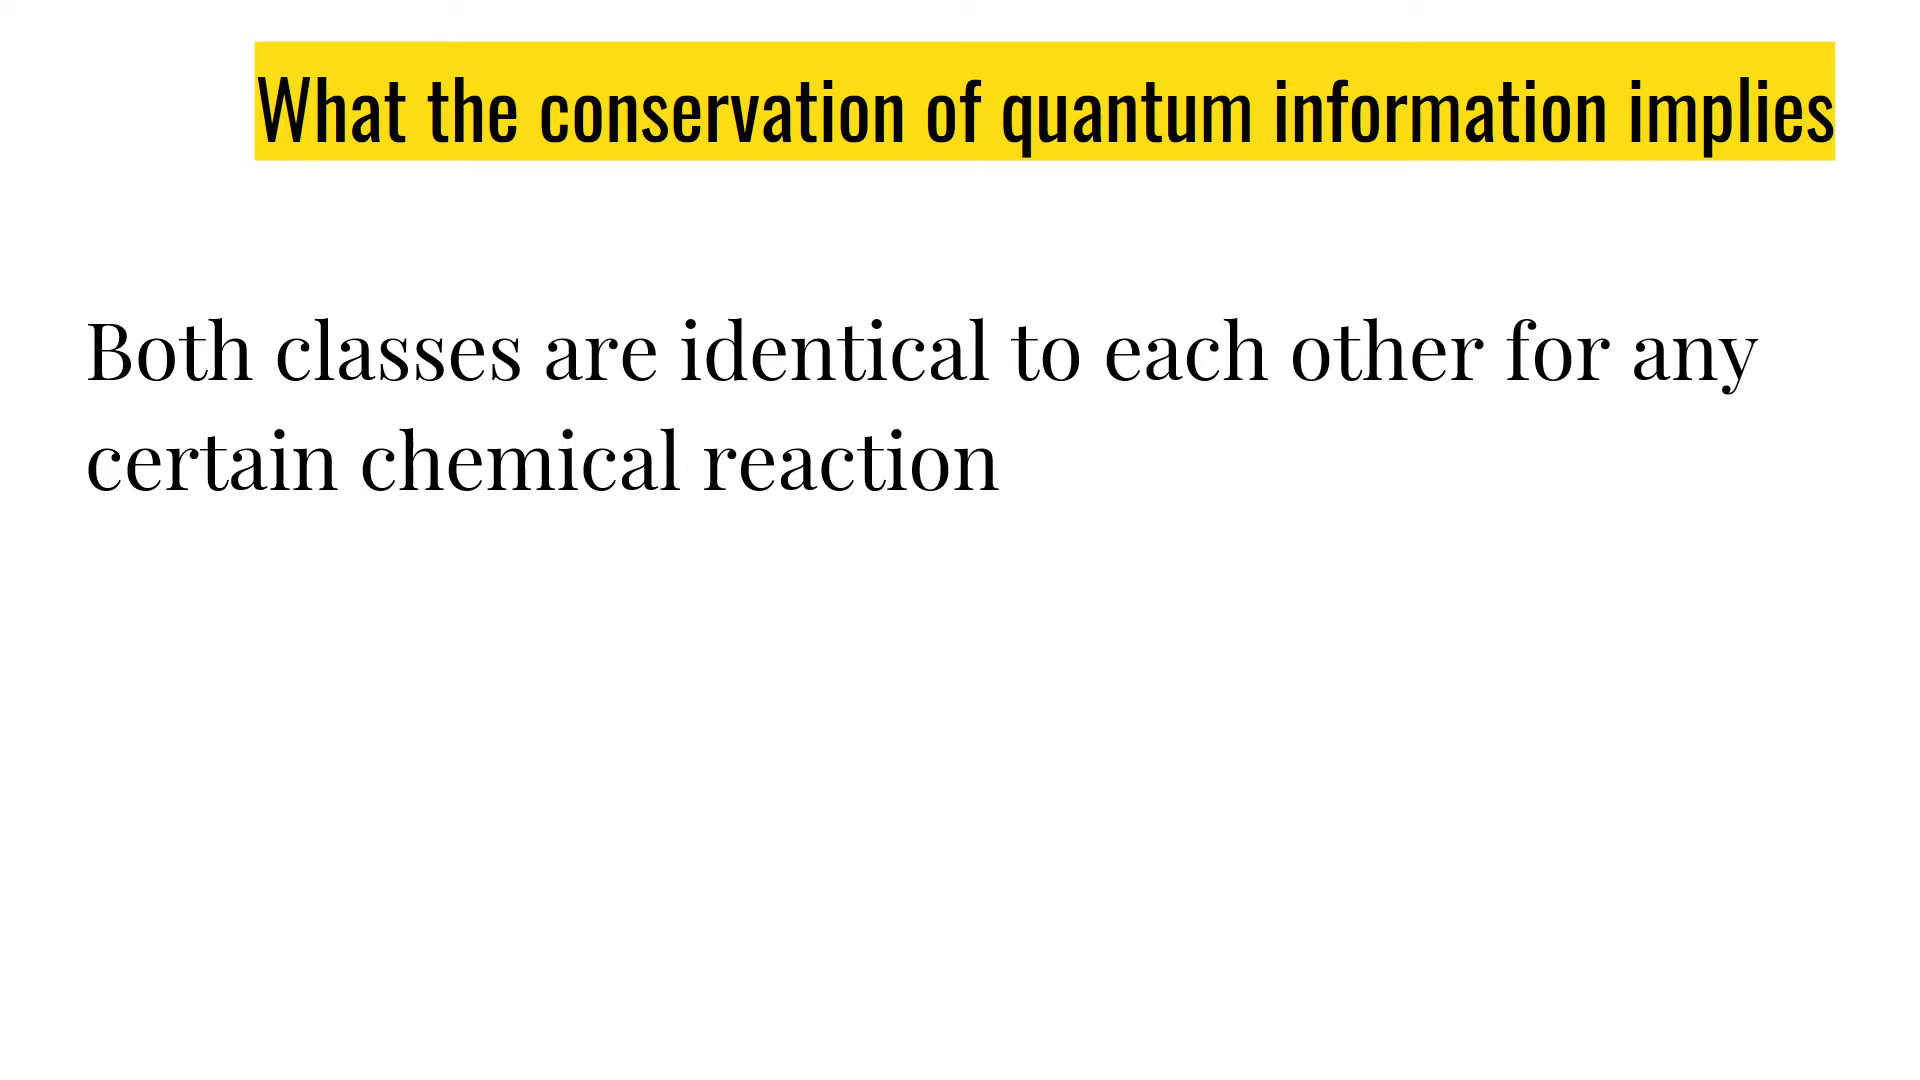 What the conservation of quantum information implies
Both classes are identical to each other for any
certain chemical reaction